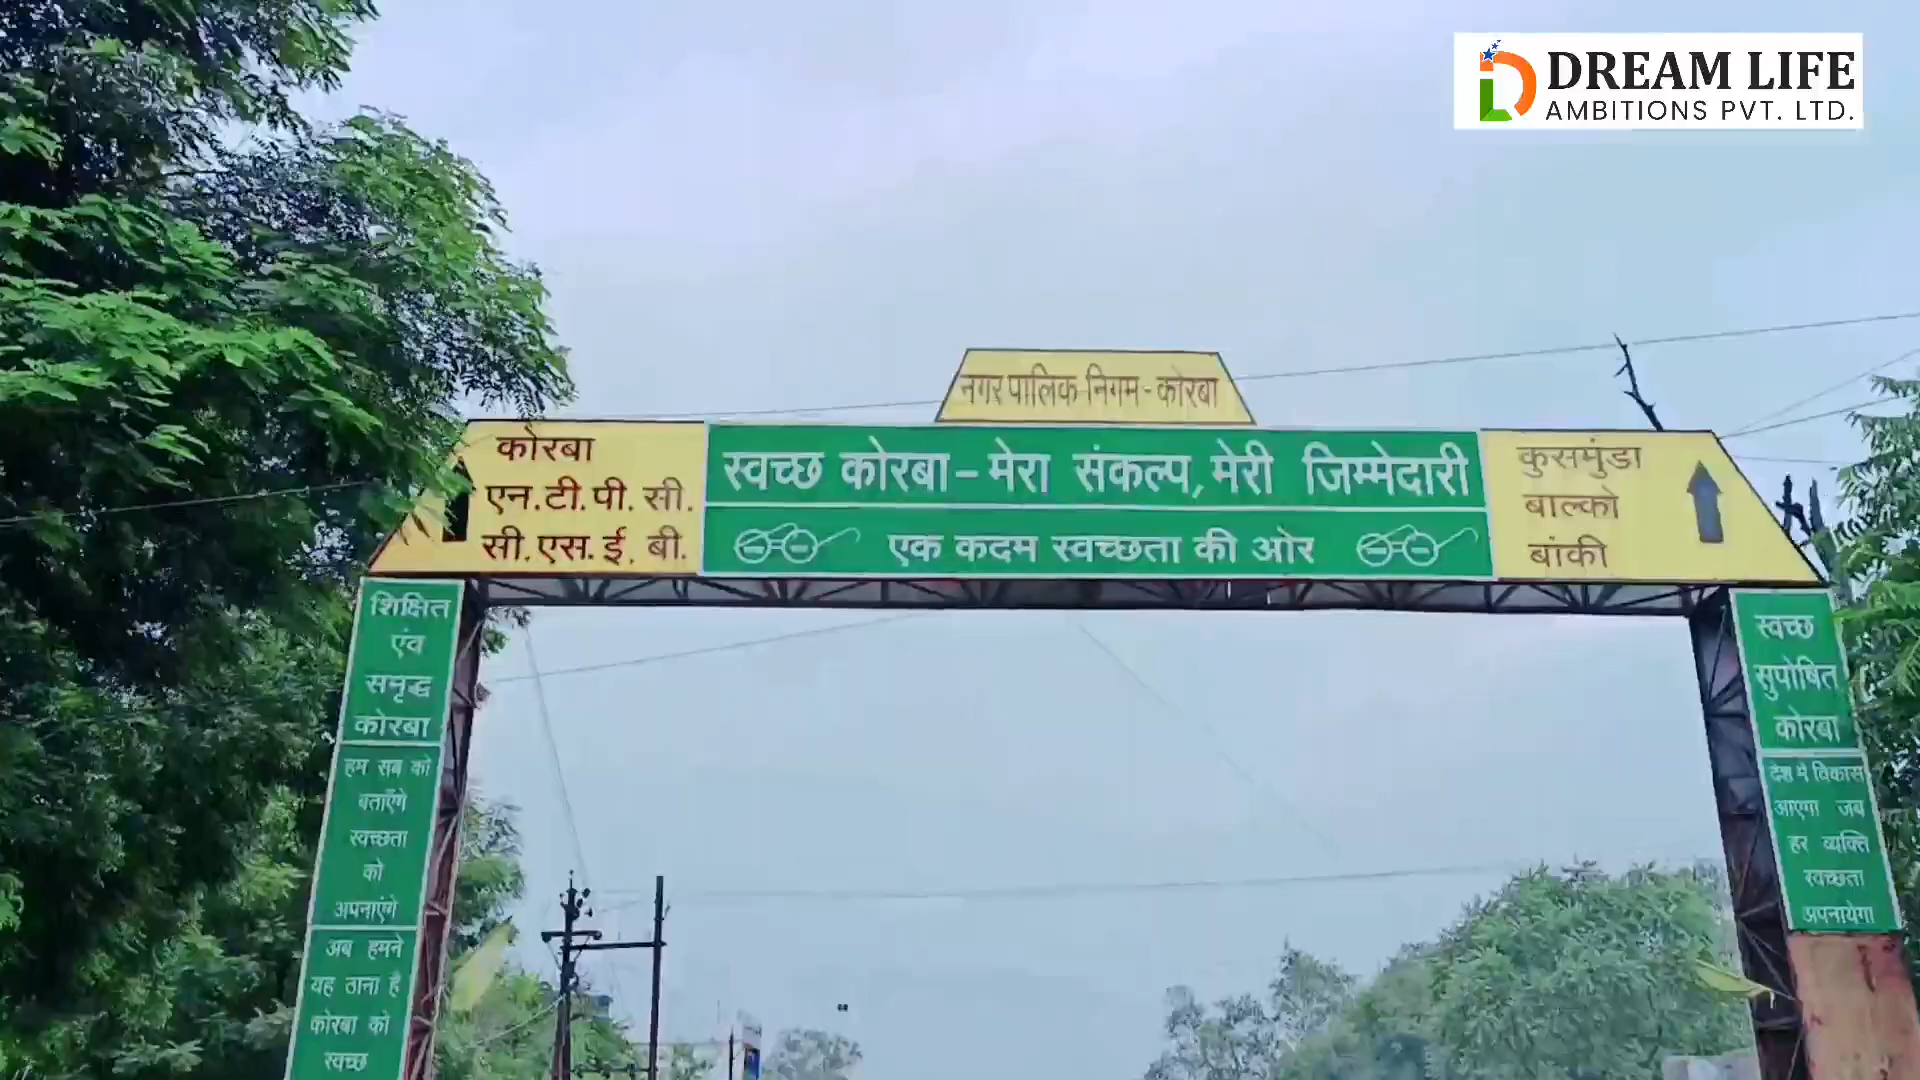 DREAM LIFE
AMBITIONS PVT. LTD.
नगर पालिक निगम - कोरबा
कोरबा
एन.टी.पी.सी.
सी.एस.ई.बी.
स्वच्छ कोरबा - मेरा संकल्प, मेरी जिम्मेदारी
एक कदम स्वच्छता की ओर
कुसमुंडा
बाल्को
बांकी
शिक्षित
एंव
समृद्ध
कोरबा
हम सब को
बताएँगे
स्वच्छता
को
अपनाएंगे
अब हमने
यह ठाना है
कोरबा को
स्वच्छ
स्वच्छ
सुपोषित
कोरबा
देश में विकास
आएगा जब
हर व्यक्ति
स्वच्छता
अपनायेगा